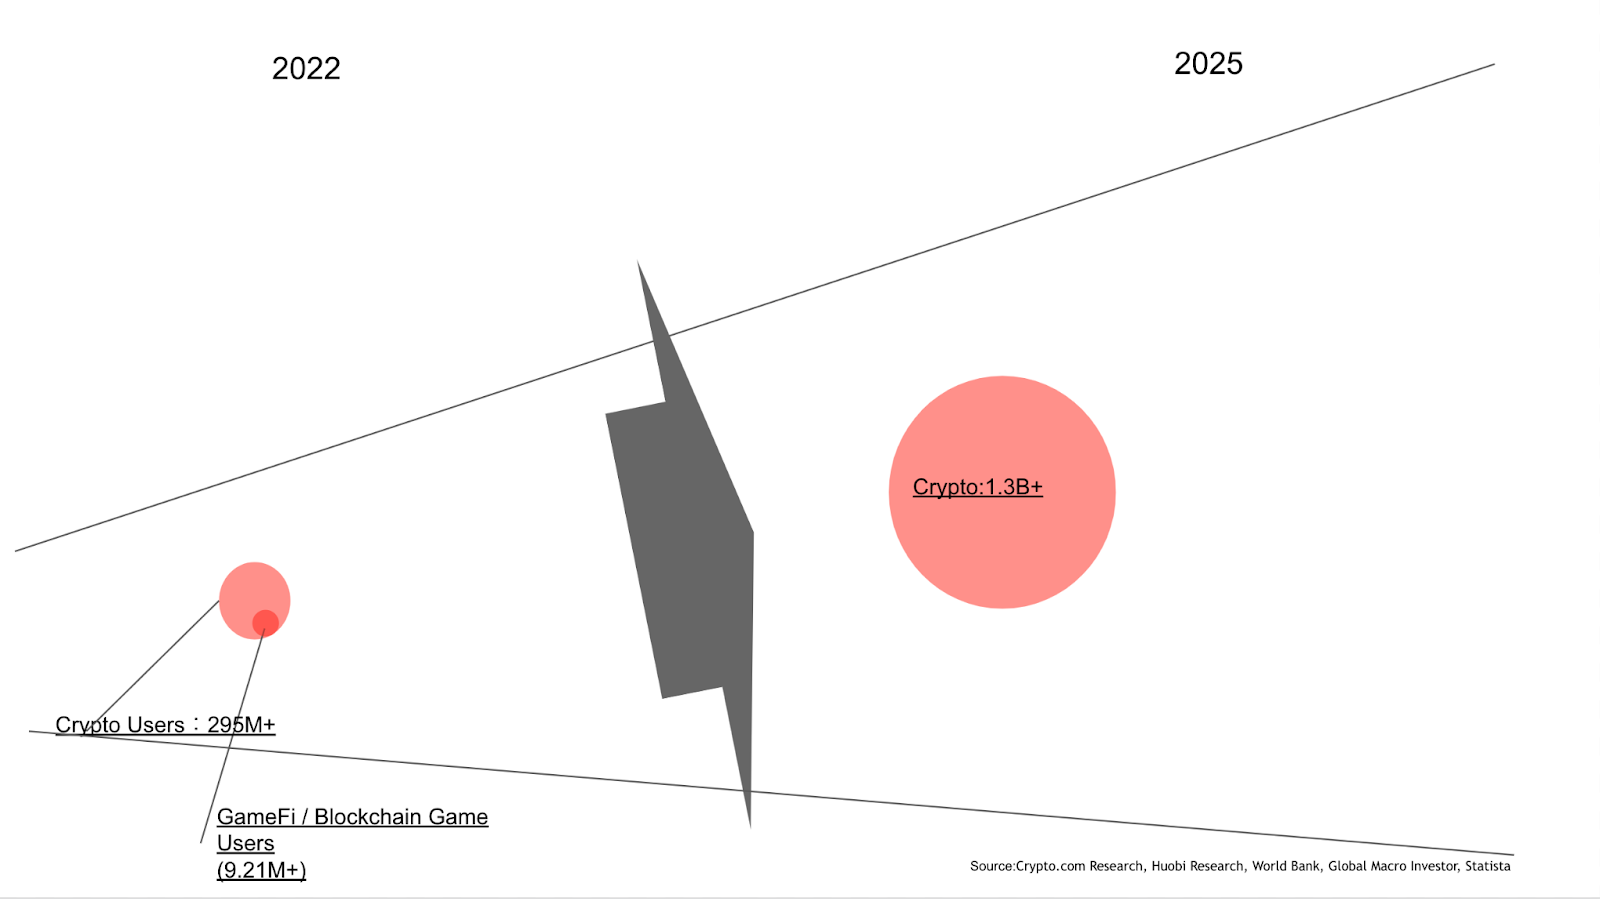 2022
2025
Crypto:1.3B+
Crypto Users：295M+
GameFi / Blockchain Game
Users
(9.21M+)
Source:Crypto.com Research, Huobi Research, World Bank, Global Macro Investor, Statista